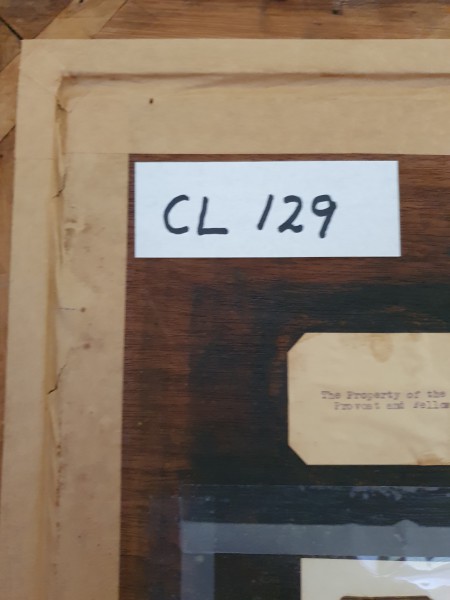 CL 129
The Property of the
Provost and Fellow